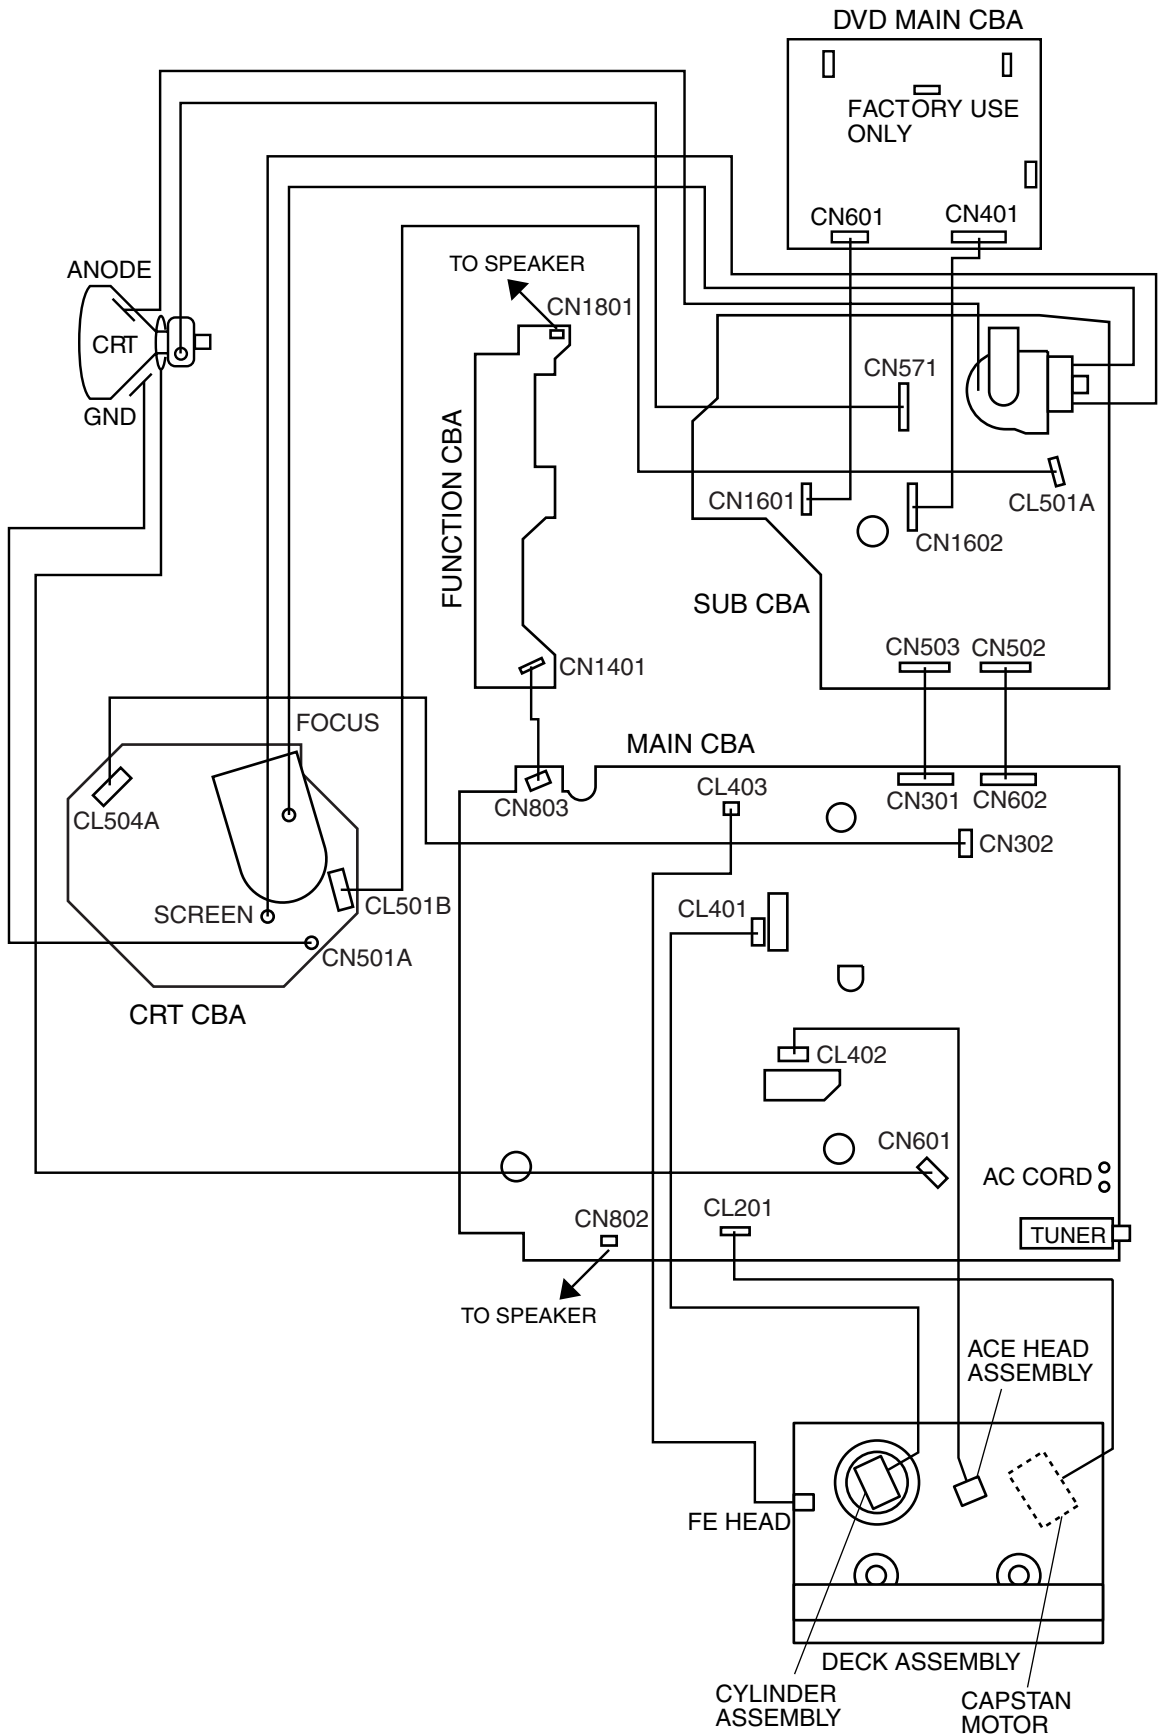 DVD MAIN CBA
FACTORY USE
ONLY
CN601
CN401
ANODE
CRT
GND
TO SPEAKER
CN1801
FUNCTION CBA
CN571
CN1601
CN1602
CL501A
SUB CBA
CN503
CN502
CN1401
FOCUS
MAIN CBA
CL504A
CN803
CL403
CN301
CN602
CN302
SCREEN
CL501B
CL401
CN501A
CRT CBA
CL402
CN601
AC CORD
CN802
CL201
TUNER
TO SPEAKER
ACE HEAD
ASSEMBLY
FE HEAD
DECK ASSEMBLY
CYLINDER
ASSEMBLY
CAPSTAN
MOTOR